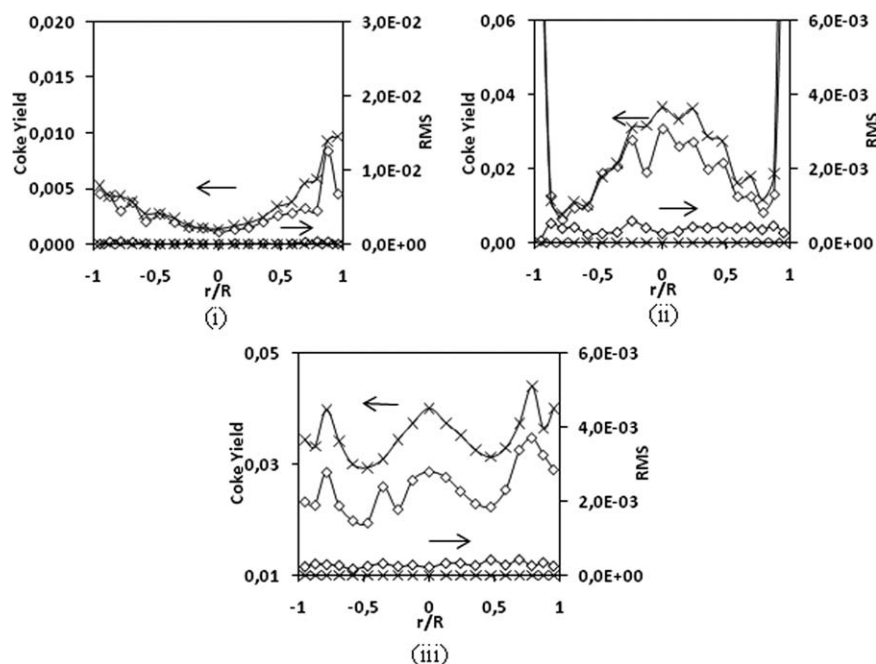 0,020
0,015
0,010
0,005
0,000
Coke Yield
3,0E-02
2,0E-02
1,0E-02
0,0E+00
RMS
-1
-0,5
0
0,5
1
r/R
(i)
0,06
0,04
0,02
0,00
Coke Yield
6,0E-03
4,0E-03
2,0E-03
0,0E+00
RMS
-1
-0,5
0
0,5
1
r/R
(ii)
0,05
0,03
0,01
Coke Yield
6,0E-03
4,0E-03
2,0E-03
0,0E+00
RMS
-1
-0,5
0
0,5
1
r/R
(iii)